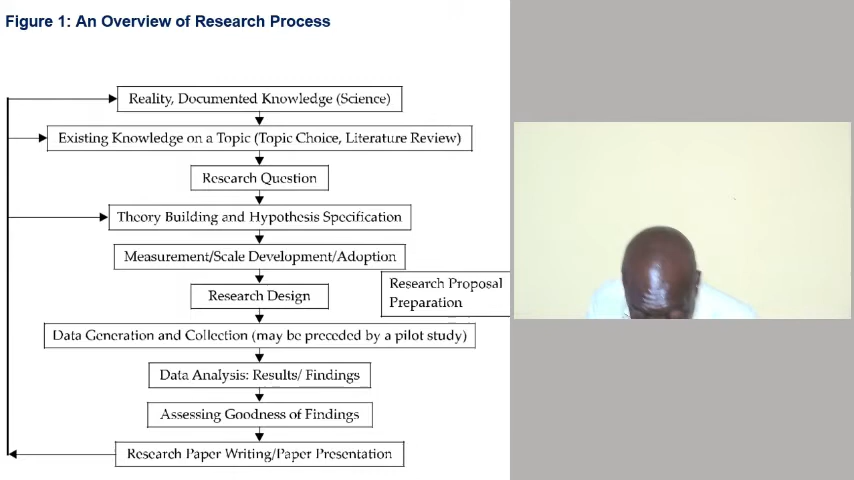 Figure 1: An Overview of Research Process
Reality, Documented Knowledge (Science)
Existing Knowledge on a Topic (Topic Choice, Literature Review)
Research Question
Theory Building and Hypothesis Specification
Measurement/Scale Development/Adoption
Research Proposal
Preparation
Research Design
Data Generation and Collection (may be preceded by a pilot study)
Data Analysis: Results/ Findings
Assessing Goodness of Findings
Research Paper Writing/Paper Presentation